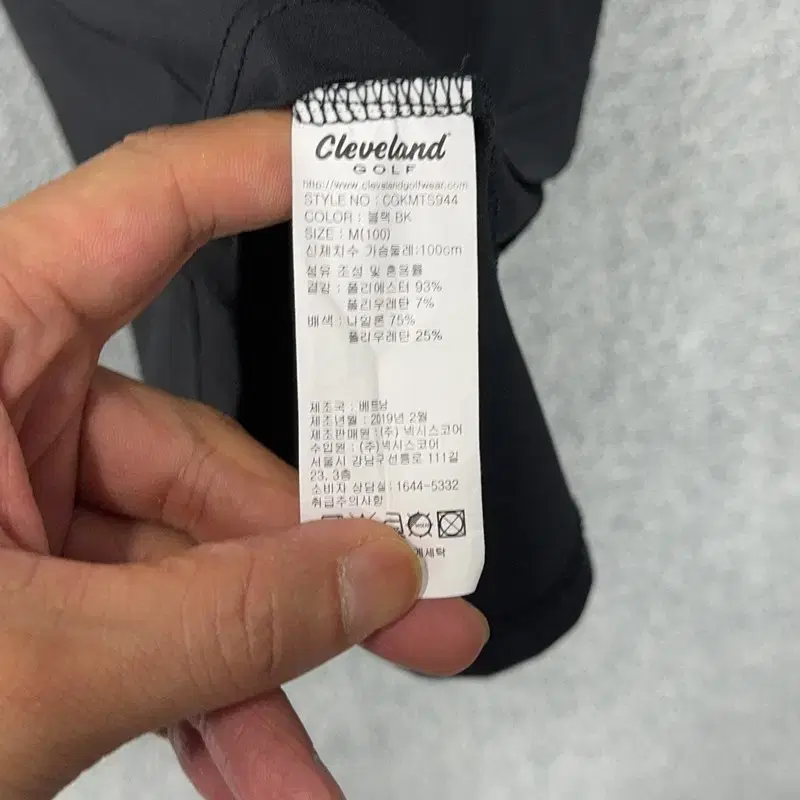 Cleveland
GOLF
http://www.clevelandgolfwear.com
STYLE NO : CGKMTS944
COLOR : 블랙 BK
SIZE : M(100)
신체치수 가슴둘레:100cm
섬유 조성 및 혼용률
겉감 : 폴리에스터 93%
폴리우레탄 7%
배색 : 나일론 75%
폴리우레탄 25%
제조국 : 베트남
제조년월 : 2019년 2월
제조판매원 : (주) 넥시스코어
수입원 : (주)넥시스코어
서울시 강남구선릉로 111길
23. 3층
소비자 상담실 : 1644-5332
취급주의사항
세탁